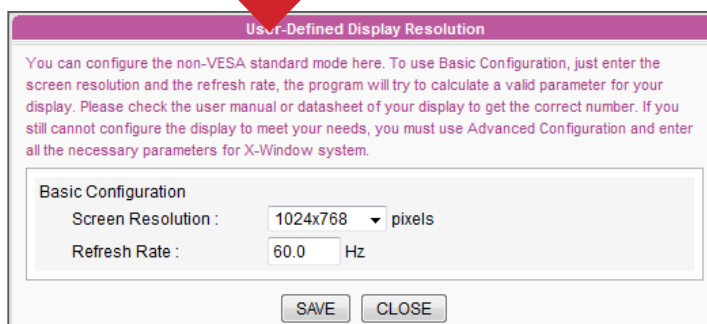 User-Defined Display Resolution
You can configure the non-VESA standard mode here. To use Basic Configuration, just enter the
screen resolution and the refresh rate, the program will try to calculate a valid parameter for your
display. Please check the user manual or datasheet of your display to get the correct number. If you
still cannot configure the display to meet your needs, you must use Advanced Configuration and enter
all the necessary parameters for X-Window system.
Basic Configuration
Screen Resolution : 1024x768 pixels
Refresh Rate : 60.0 Hz
SAVE CLOSE